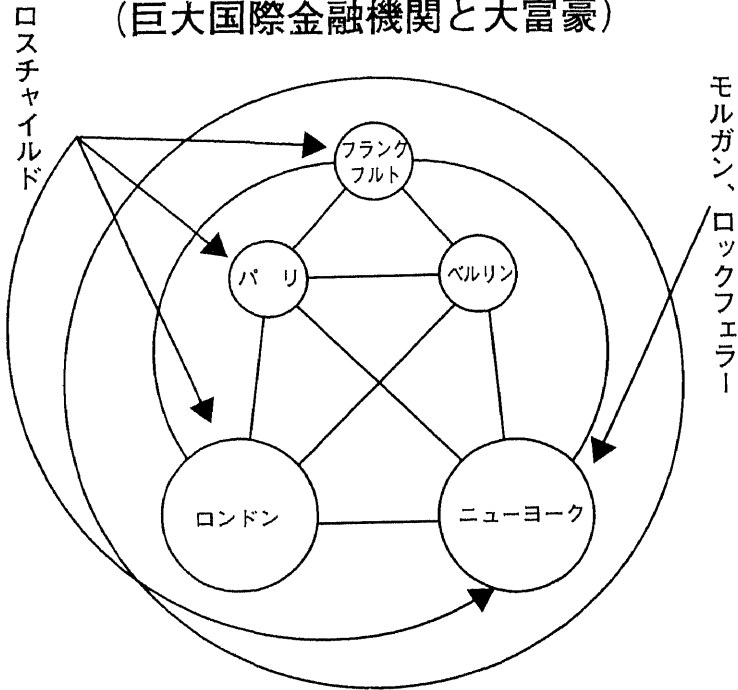 (巨大国際金融機関と大富豪)
ロスチャイルド
モルガン、ロックフェラー
フランク
フルト
パリ
ベルリン
ロンドン
ニューヨーク